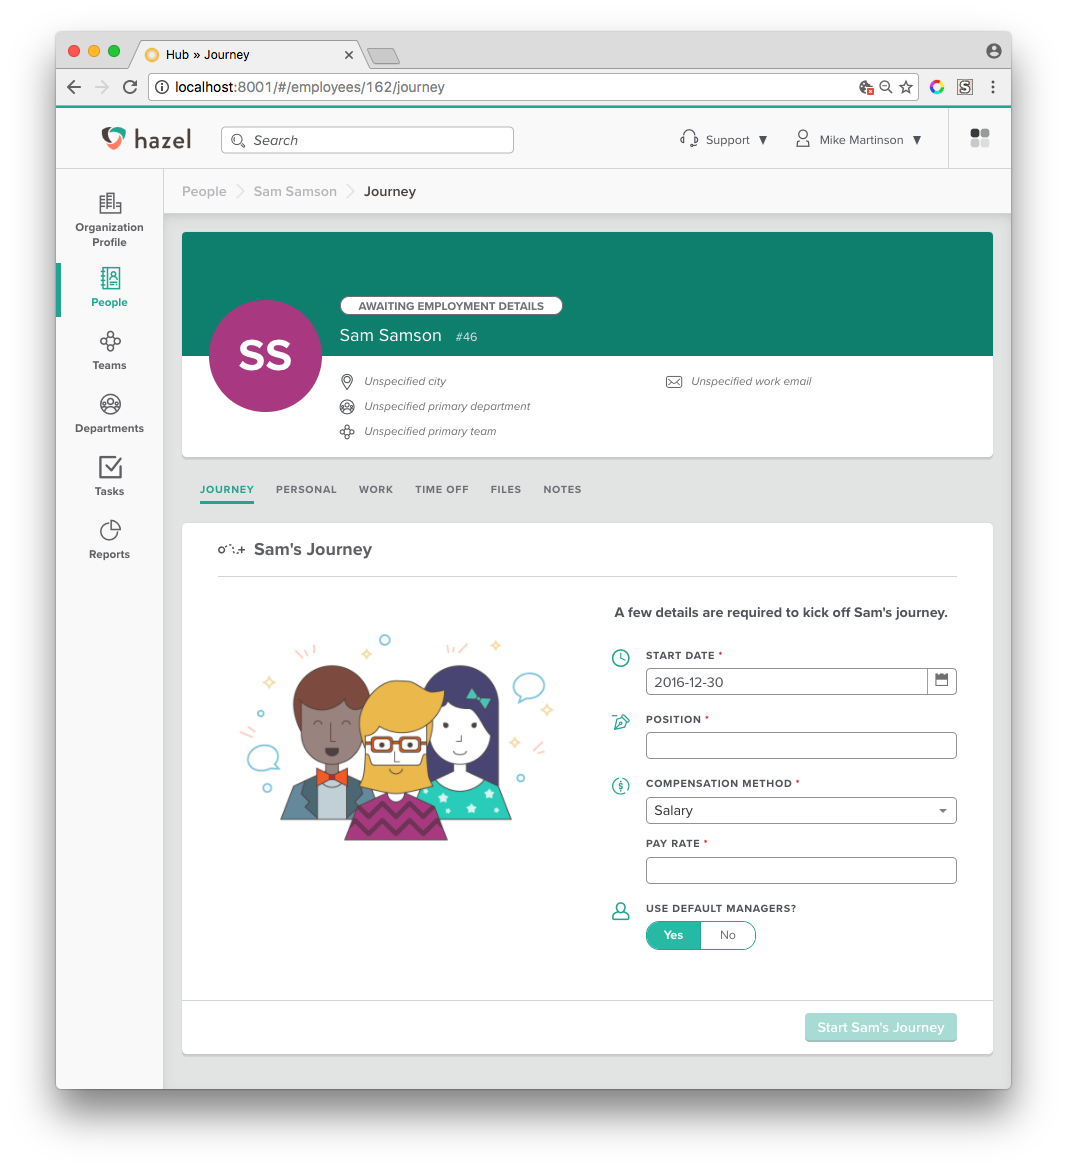 Hub » Journey
localhost:8001/#/employees/162/journey
hazel
Search
Support ▼
Mike Martinson ▼
People
Sam Samson
Journey
Organization
Profile
People
Teams
Departments
Tasks
Reports
AWAITING EMPLOYMENT DETAILS
Sam Samson #46
SS
Unspecified city
Unspecified work email
Unspecified primary department
Unspecified primary team
JOURNEY PERSONAL WORK TIME OFF FILES NOTES
Sam's Journey
A few details are required to kick off Sam's journey.
START DATE *
2016-12-30
POSITION *
COMPENSATION METHOD *
$
Salary
PAY RATE *
USE DEFAULT MANAGERS?
Yes No
Start Sam's Journey